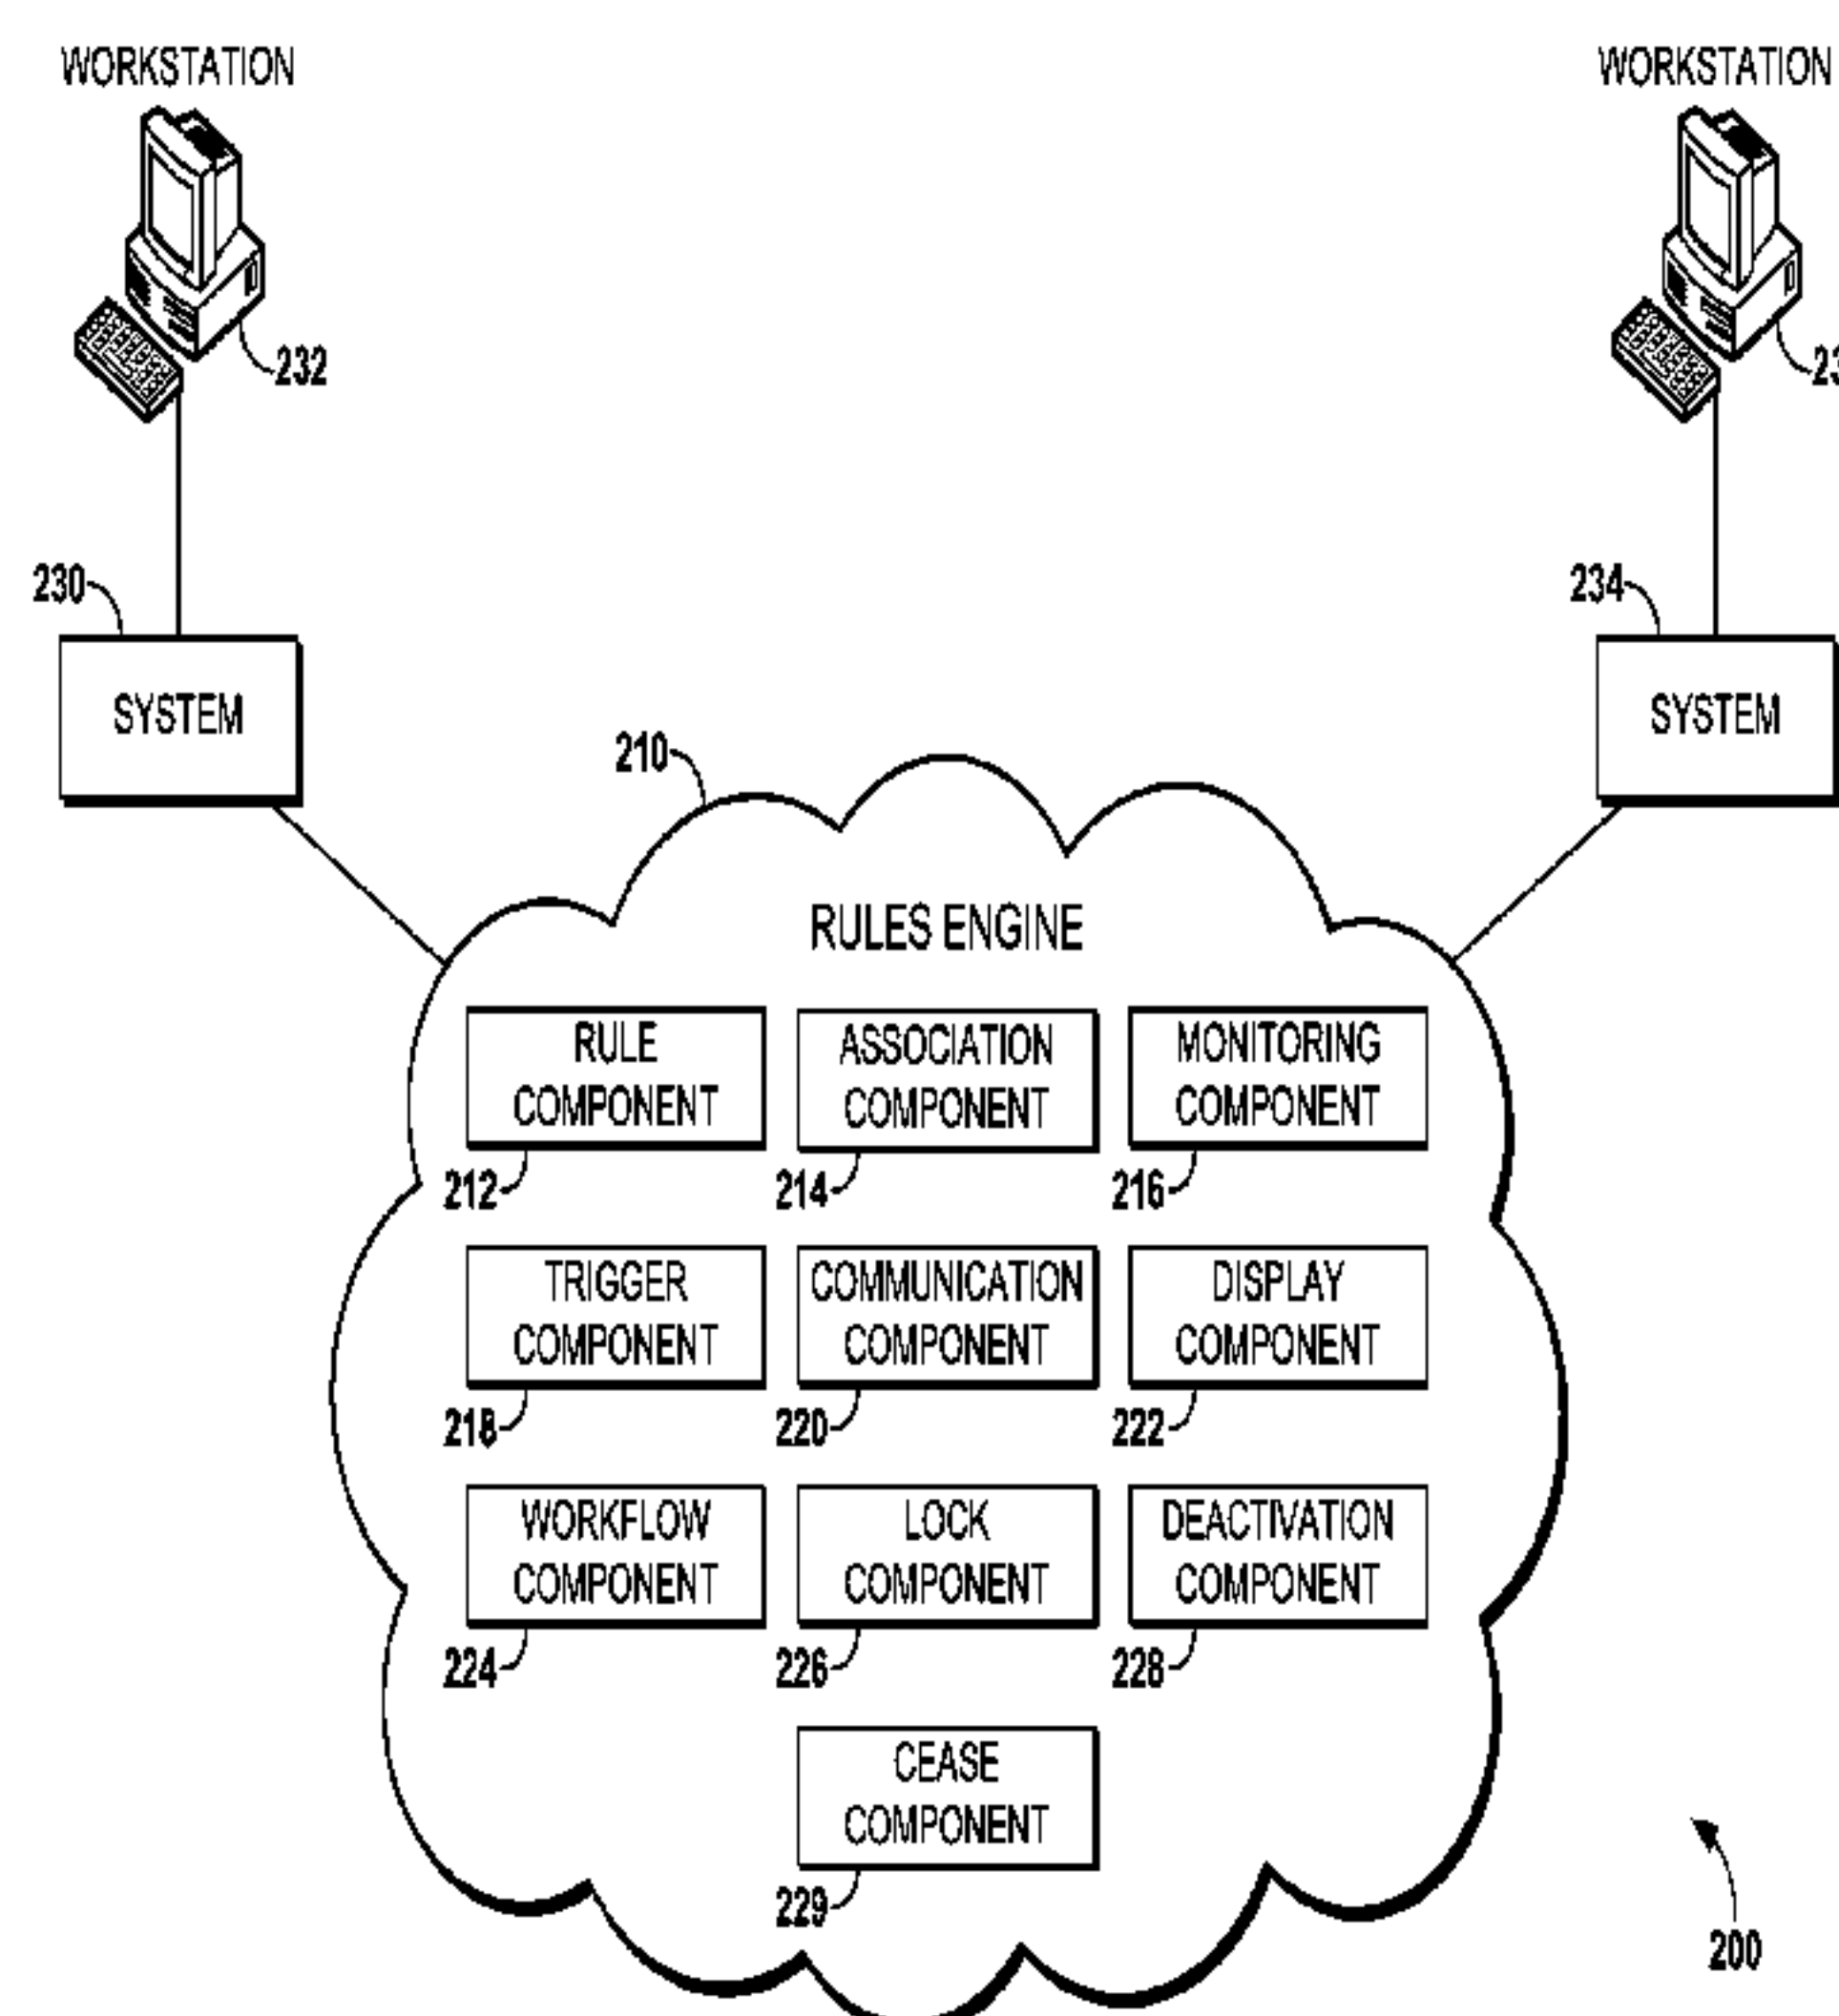 WORKSTATION
WORKSTATION
232
230
234
SYSTEM
SYSTEM
210
RULES ENGINE
RULE
COMPONENT
212
ASSOCIATION
COMPONENT
214
MONITORING
COMPONENT
216
TRIGGER
COMPONENT
218
COMMUNICATION
COMPONENT
220
DISPLAY
COMPONENT
222
WORKFLOW
COMPONENT
224
LOCK
COMPONENT
226
DEACTIVATION
COMPONENT
228
CEASE
COMPONENT
229
200